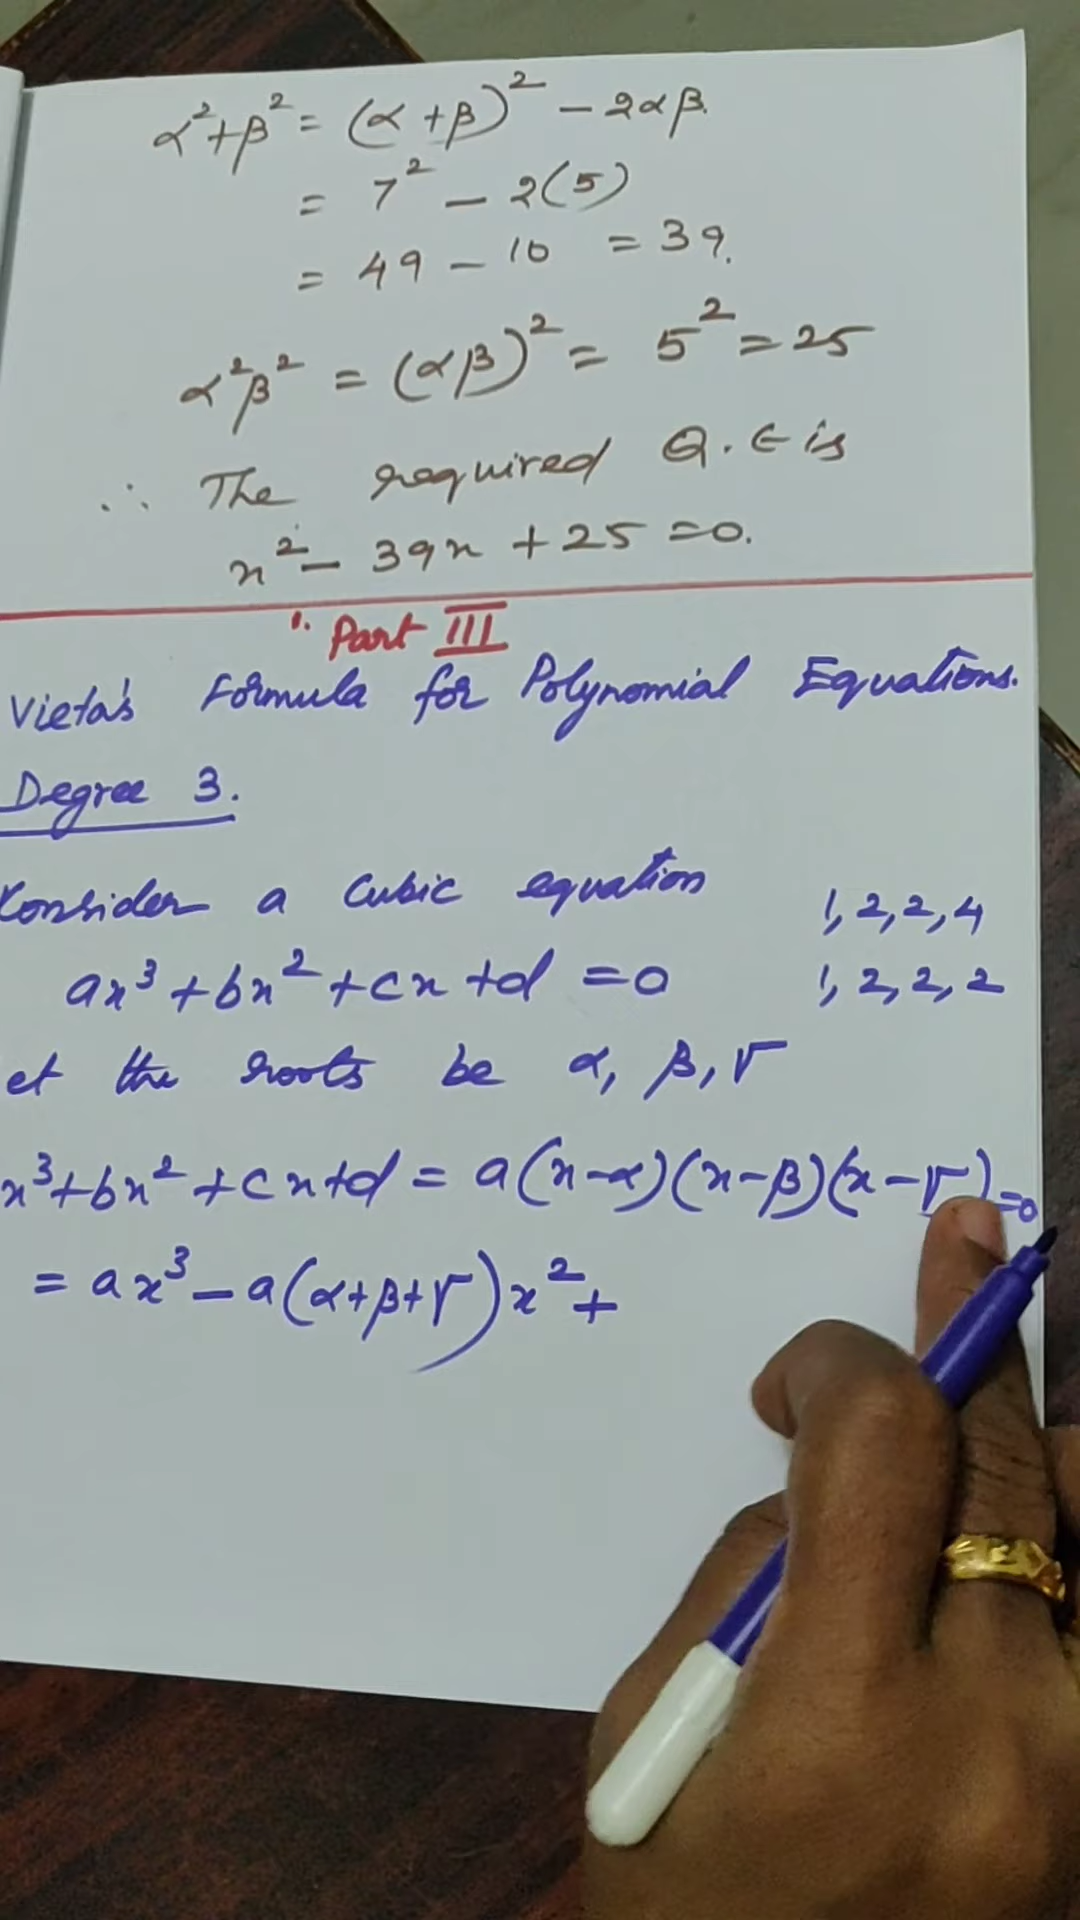 α²+β² = (α+β)² - 2αβ.
= 7² - 2(5)
= 49 - 10 = 39.
α²β² = (αβ)² = 5² = 25
∴ The required Q.E is
x² - 39x + 25 = 0.
Part III
Vieta's Formula for Polynomial Equations.
Degree 3.
Consider a Cubic equation
1, 2, 2, 4
ax³ + bx² + cx + d = 0
1, 2, 2, 2
et the roots be α, β, γ
x³+bx²+cx+d = a(x-α)(x-β)(x-γ)=0
= ax³ - a(α+β+γ)x² +